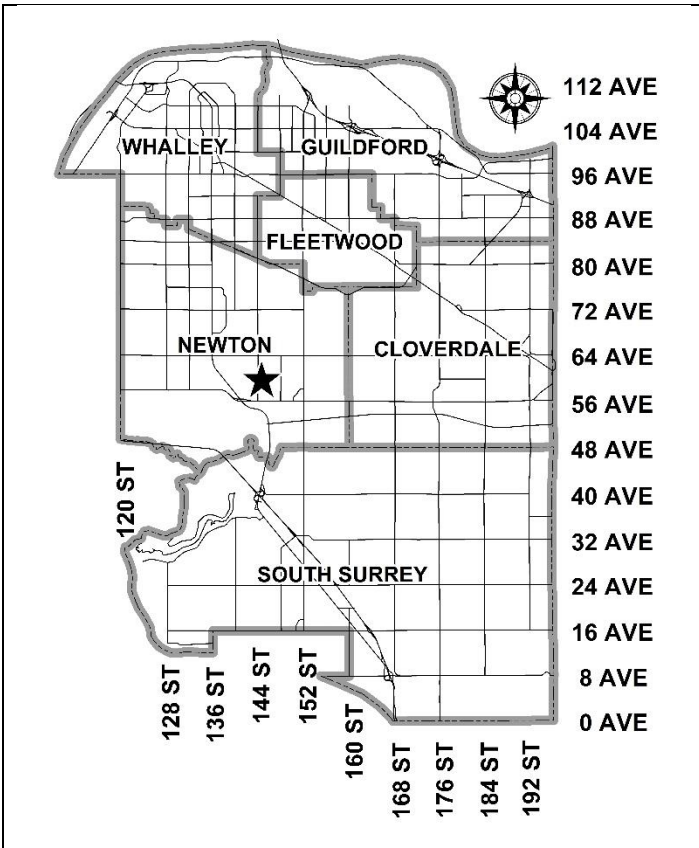 112 AVE
104 AVE
WHALLEY GUILDFORD
96 AVE
88 AVE
FLEETWOOD
80 AVE
72 AVE
NEWTON CLOVERDALE
64 AVE
56 AVE
48 AVE
120 ST
40 AVE
32 AVE
SOUTH SURREY
24 AVE
16 AVE
8 AVE
0 AVE
128 ST
136 ST
144 ST
152 ST
160 ST
168 ST
176 ST
184 ST
192 ST